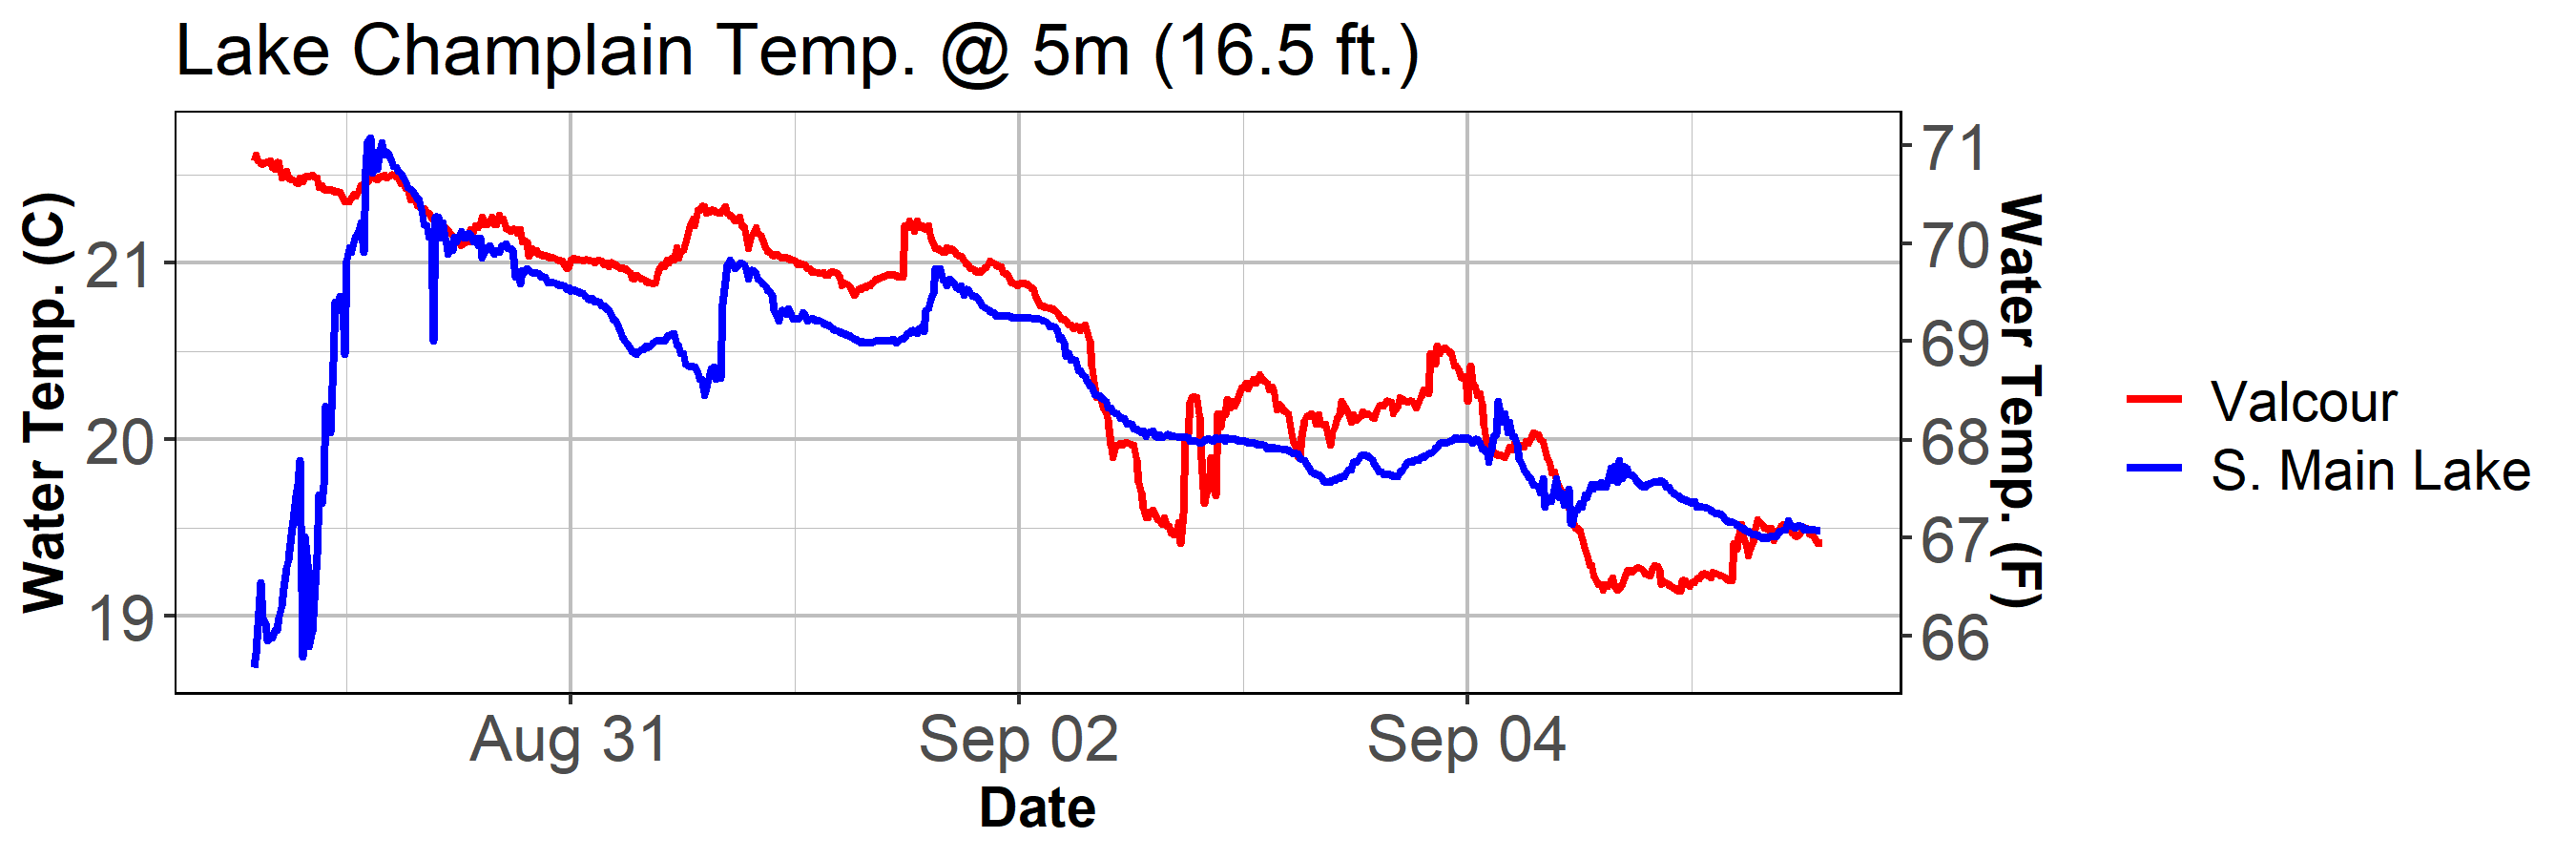 Lake Champlain Temp. @ 5m (16.5 ft.)
Water Temp. (C)
21
20
19
71
70
69
68
67
66
Water Temp. (F)
Aug 31
Sep 02
Sep 04
Date
Valcour
S. Main Lake